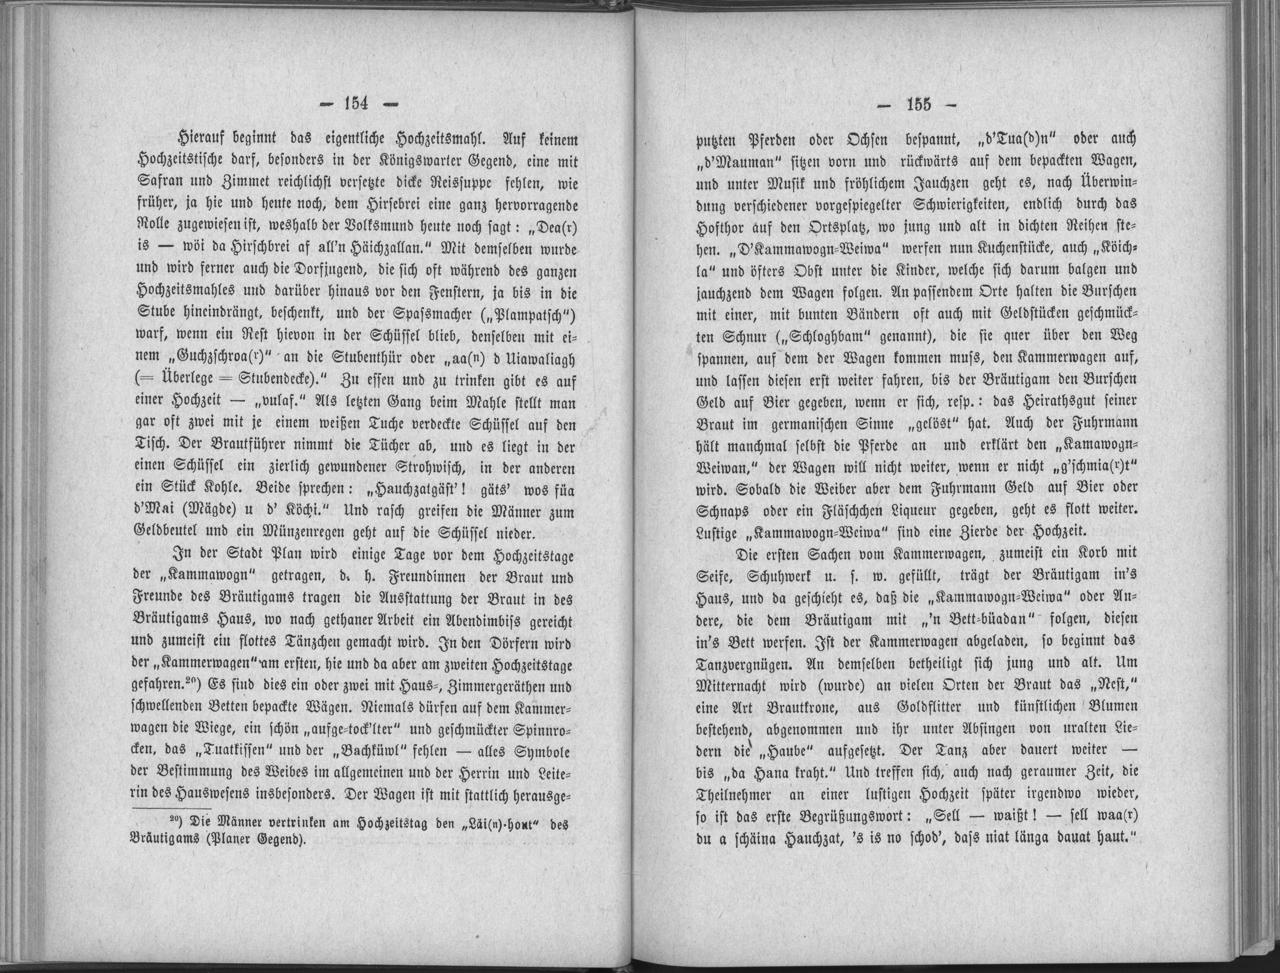 — 154 —
Hierauf beginnt das eigentliche Hochzeitsmahl. Auf keinem
Hochzeitstische darf, besonders in der Königswarter Gegend, eine mit
Safran und Zimmet reichlichst versetzte dicke Reissuppe fehlen, wie
früher, ja hie und heute noch, dem Hirsebrei eine ganz hervorragende
Rolle zugewiesen ist, weshalb der Volksmund heute noch sagt: „Dea(r)
is — wöi da Hirschbrei af all'n Häichzallan.“ Mit demselben wurde
und wird ferner auch die Dorfjugend, die sich oft während des ganzen
Hochzeitsmahles und darüber hinaus vor den Fenstern, ja bis in die
Stube hineindrängt, beschenkt, und der Spassmacher („Plampatsch“)
warf, wenn ein Rest hievon in der Schüssel blieb, denselben mit ei-
nem „Guchzschroa(r)“ an die Stubenthür oder „aa(n) d Uiawaliagh
(= Überlege = Stubendecke).“ Zu essen und zu trinken gibt es auf
einer Hochzeit — „vulaf.“ Als letzten Gang beim Mahle stellt man
gar oft zwei mit je einem weißen Tuche verdeckte Schüssel auf den
Tisch. Der Brautführer nimmt die Tücher ab, und es liegt in der
einen Schüssel ein zierlich gewundener Strohwisch, in der anderen
ein Stück Kohle. Beide sprechen: „Hauchzatgäst'! gäts' wos füa
d'Mai (Mägde) u d' Köchi.“ Und rasch greifen die Männer zum
Geldbeutel und ein Münzenregen geht auf die Schüssel nieder.
In der Stadt Plan wird einige Tage vor dem Hochzeitstage
der „Kammawogn“ getragen, d. h. Freundinnen der Braut und
Freunde des Bräutigams tragen die Ausstattung der Braut in des
Bräutigams Haus, wo nach gethaner Arbeit ein Abendimbiss gereicht
und zumeist ein flottes Tänzchen gemacht wird. In den Dörfern wird
der „Kammerwagen“ am ersten, hie und da aber am zweiten Hochzeitstage
gefahren.²⁰) Es sind dies ein oder zwei mit Haus-, Zimmergeräthen und
schwellenden Betten bepackte Wägen. Niemals dürfen auf dem Kammer-
wagen die Wiege, ein schön „aufge-tock'lter“ und geschmückter Spinnro-
cken, das „Tuatkissen“ und der „Bachküwl“ fehlen — alles Symbole
der Bestimmung des Weibes im allgemeinen und der Herrin und Leite-
rin des Hauswesens insbesonders. Der Wagen ist mit stattlich herausge-
²⁰) Die Männer vertrinken am Hochzeitstag den „Läi(n)-hout“ des
Bräutigams (Planer Gegend).
— 155 –
putzten Pferden oder Ochsen bespannt, „d'Tua(d)n“ oder auch
„d'Mauman“ sitzen vorn und rückwärts auf dem bepackten Wagen,
und unter Musik und fröhlichem Jauchzen geht es, nach Überwin-
dung verschiedener vorgespiegelter Schwierigkeiten, endlich durch das
Hofthor auf den Ortsplatz, wo jung und alt in dichten Reihen ste-
hen. „D'Kammawogn-Weiwa“ werfen nun Kuchenstücke, auch „Köich-
la“ und öfters Obst unter die Kinder, welche sich darum balgen und
jauchzend dem Wagen folgen. An passendem Orte halten die Burschen
mit einer, mit bunten Bändern oft auch mit Geldstücken geschmück-
ten Schnur („Schloghbam“ genannt), die sie quer über den Weg
spannen, auf dem der Wagen kommen muss, den Kammerwagen auf,
und lassen diesen erst weiter fahren, bis der Bräutigam den Burschen
Geld auf Bier gegeben, wenn er sich, resp.: das Heirathsgut seiner
Braut im germanischen Sinne „gelöst“ hat. Auch der Fuhrmann
hält manchmal selbst die Pferde an und erklärt den „Kamawogn-
Weiwan,“ der Wagen will nicht weiter, wenn er nicht „g'schmia(r)t“
wird. Sobald die Weiber aber dem Fuhrmann Geld auf Bier oder
Schnaps oder ein Fläschchen Liqueur gegeben, geht es flott weiter.
Lustige „Kammawogn-Weiwa“ sind eine Zierde der Hochzeit.
Die ersten Sachen vom Kammerwagen, zumeist ein Korb mit
Seife, Schuhwerk u. s. w. gefüllt, trägt der Bräutigam in's
Haus, und da geschieht es, daß die „Kammawogn-Weiwa“ oder An-
dere, die dem Bräutigam mit „'n Bett-büadan“ folgen, diesen
in's Bett werfen. Ist der Kammerwagen abgeladen, so beginnt das
Tanzvergnügen. An demselben betheiligt sich jung und alt. Um
Mitternacht wird (wurde) an vielen Orten der Braut das „Nest,“
eine Art Brautkrone, aus Goldflitter und künstlichen Blumen
bestehend, abgenommen und ihr unter Absingen von uralten Lie-
dern die „Haube“ aufgesetzt. Der Tanz aber dauert weiter —
bis „da Hana kraht.“ Und treffen sich, auch nach geraumer Zeit, die
Theilnehmer an einer lustigen Hochzeit später irgendwo wieder,
so ist das erste Begrüßungswort: „Sell — waißt! — sell waa(r)
du a schäina Hauchzat, 's is no schod', dass niat länga dauat haut.“